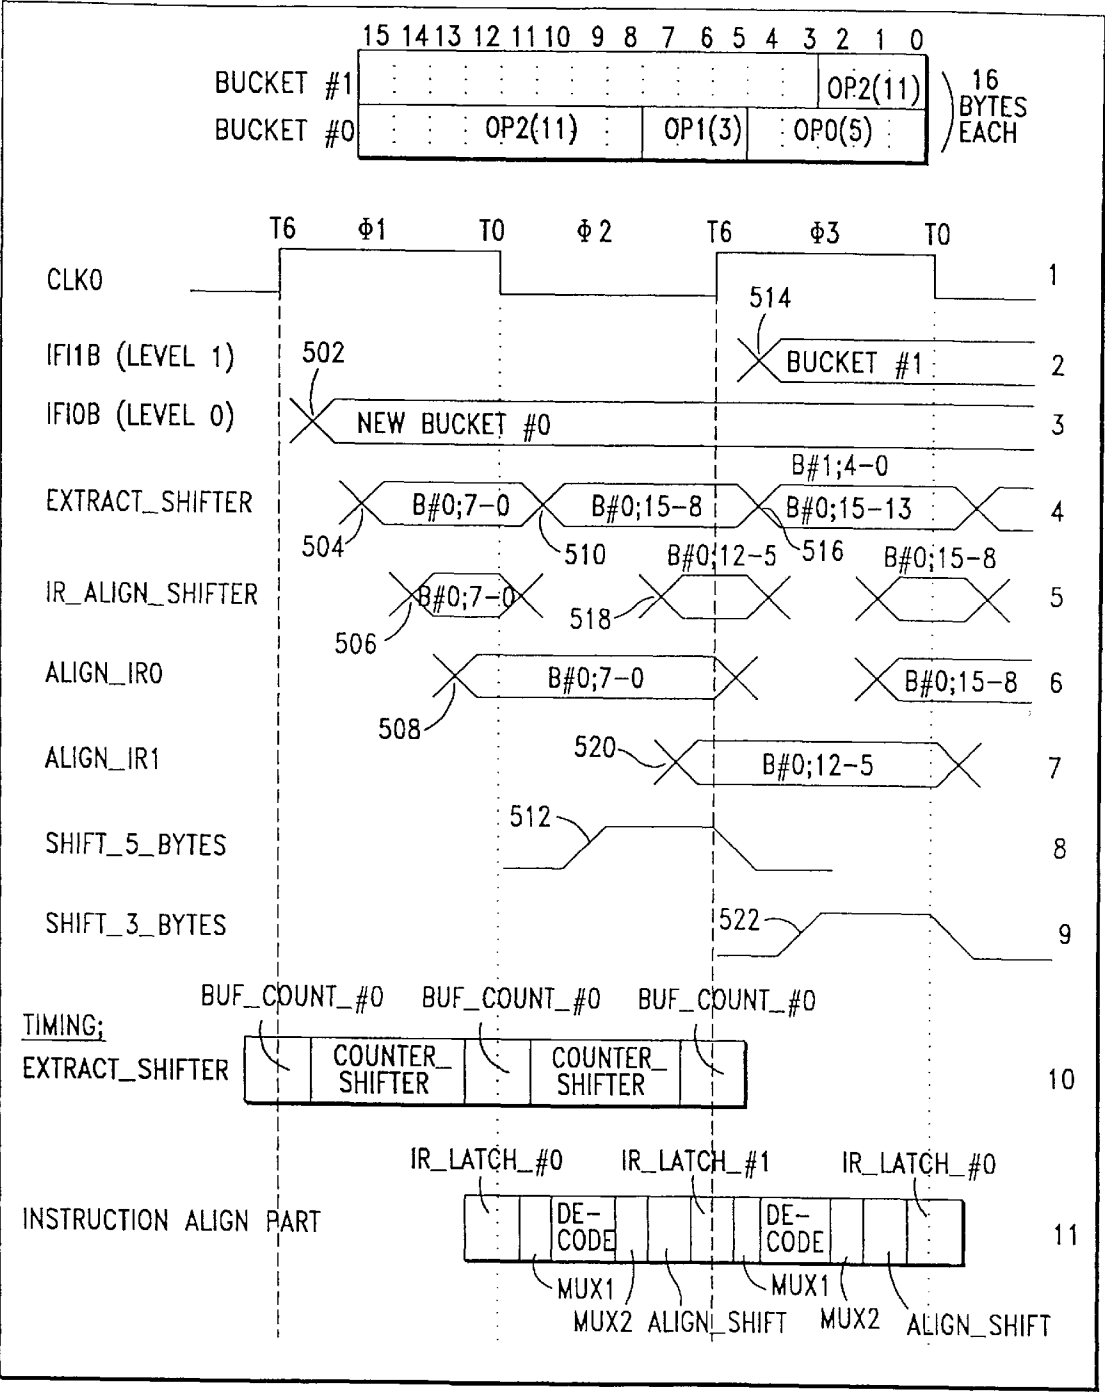 15 14 13 12 11 10 9 8 7 6 5 4 3 2 1 0
BUCKET #1 OP2(11)
BUCKET #0 OP2(11) OP1(3) OP0(5)
16
BYTES
EACH
T6 Φ1 T0 Φ2 T6 Φ3 T0
CLK0 1
514
IFI1B (LEVEL 1) 502 BUCKET #1 2
IFI0B (LEVEL 0) NEW BUCKET #0 3
B#1;4-0
EXTRACT_SHIFTER B#0;7-0 B#0;15-8 B#0;15-13 4
504 510 516
B#0;12-5 B#0;15-8
IR_ALIGN_SHIFTER B#0;7-0 5
506 518
ALIGN_IR0 B#0;7-0 B#0;15-8 6
508
520
ALIGN_IR1 B#0;12-5 7
512
SHIFT_5_BYTES 8
522
SHIFT_3_BYTES 9
BUF_COUNT_#0 BUF_COUNT_#0 BUF_COUNT_#0
TIMING;
EXTRACT_SHIFTER COUNTER_ SHIFTER COUNTER_ SHIFTER 10
IR_LATCH_#0 IR_LATCH_#1 IR_LATCH_#0
INSTRUCTION ALIGN PART DE- CODE DE- CODE 11
MUX1 MUX1
MUX2 ALIGN_SHIFT MUX2 ALIGN_SHIFT